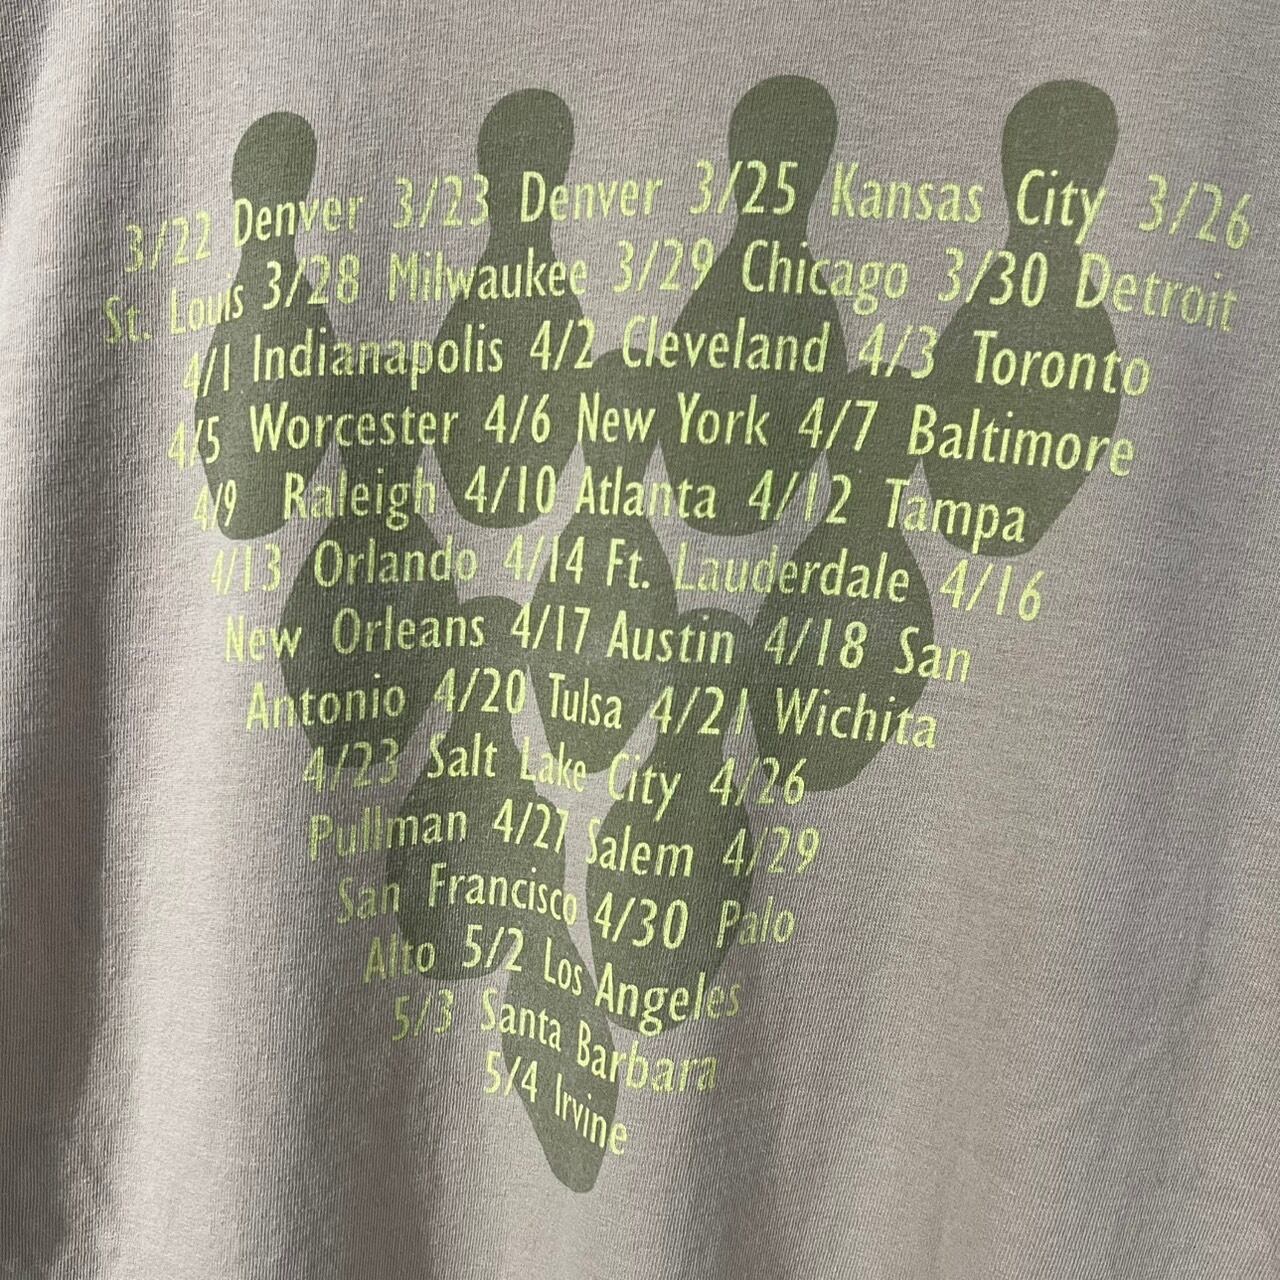 3/22 Denver 3/23 Denver 3/25 Kansas City 3/26
St. Louis 3/28 Milwaukee 3/29 Chicago 3/30 Detroit
4/1 Indianapolis 4/2 Cleveland 4/3 Toronto
4/5 Worcester 4/6 New York 4/7 Baltimore
4/9 Raleigh 4/10 Atlanta 4/12 Tampa
4/13 Orlando 4/14 Ft. Lauderdale 4/16
New Orleans 4/17 Austin 4/18 San
Antonio 4/20 Tulsa 4/21 Wichita
4/23 Salt Lake City 4/26
Pullman 4/27 Salem 4/29
San Francisco 4/30 Palo
Alto 5/2 Los Angeles
5/3 Santa Barbara
5/4 Irvine